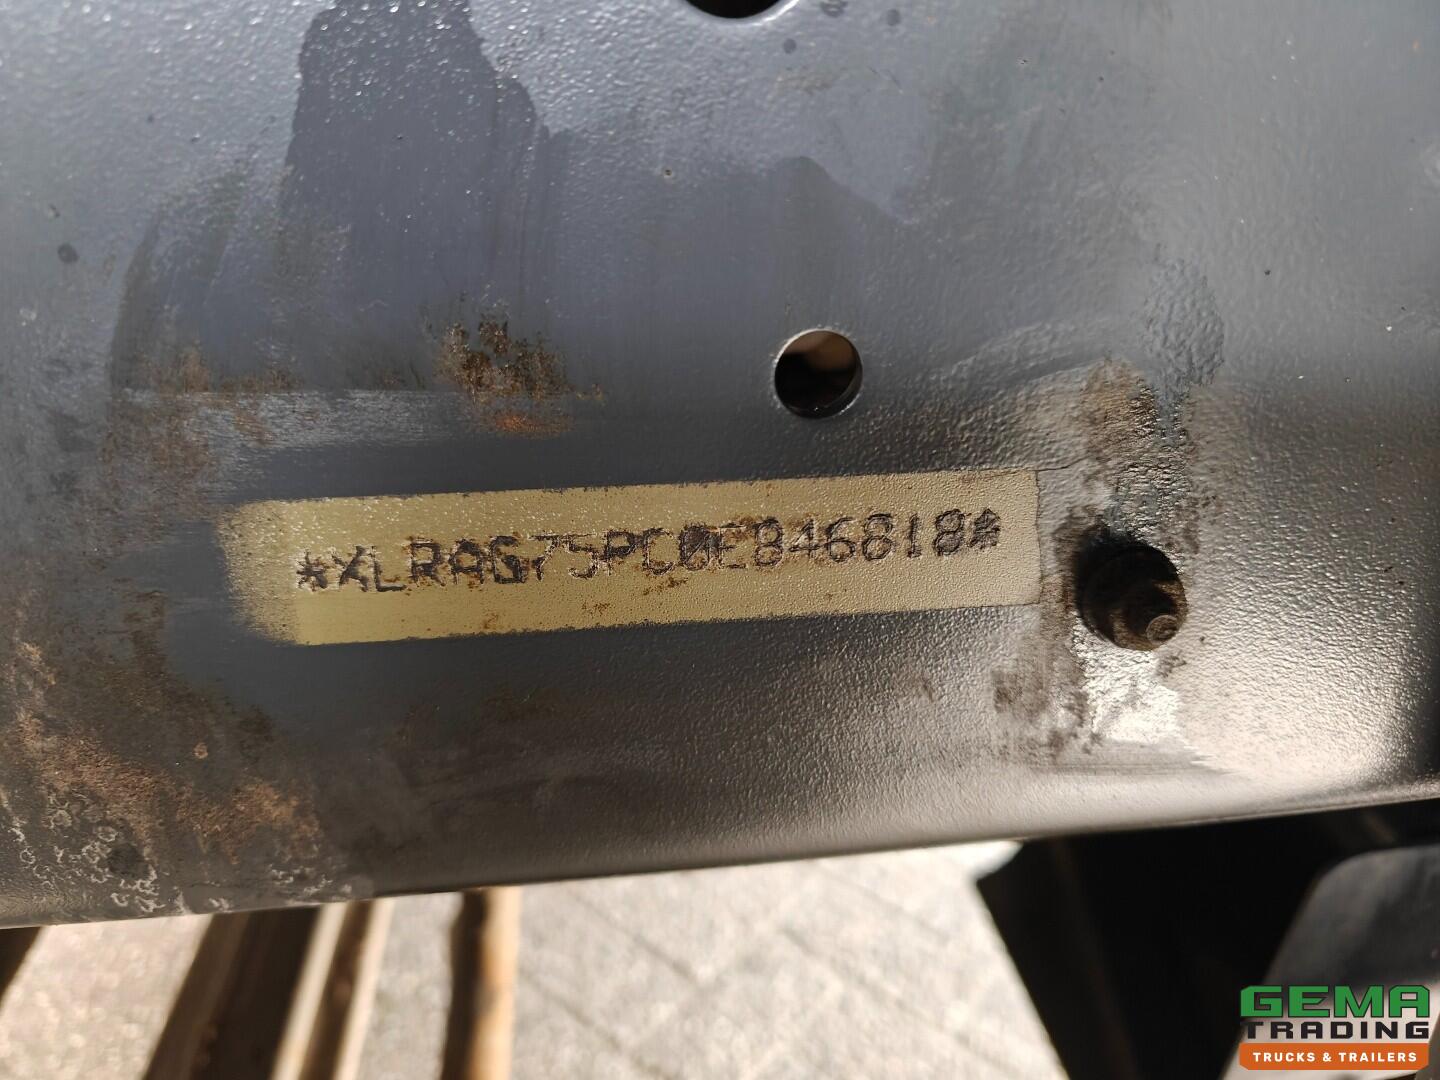 *XLRAG75PC0E846818*
GEMA
TRADING
TRUCKS & TRAILERS